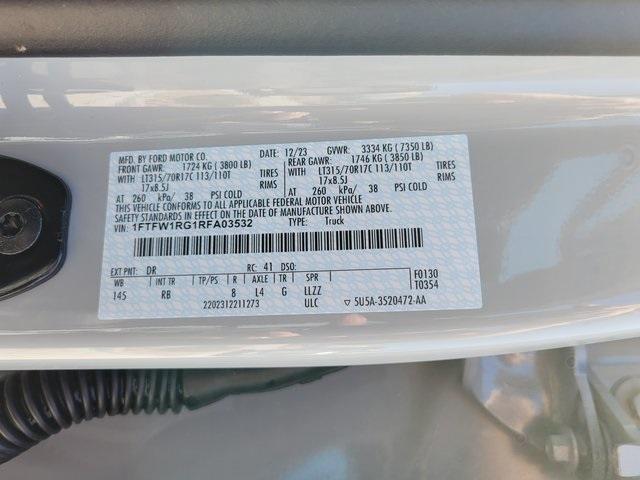 MFD. BY FORD MOTOR CO. DATE: 12/23 GVWR: 3334 KG ( 7350 LB)
FRONT GAWR: 1724 KG ( 3800 LB) REAR GAWR: 1746 KG ( 3850 LB)
WITH LT315/70R17C 113/110T TIRES WITH LT315/70R17C 113/110T TIRES
17x8.5J RIMS 17x8.5J RIMS
AT 260 kPa/ 38 PSI COLD AT 260 kPa/ 38 PSI COLD
THIS VEHICLE CONFORMS TO ALL APPLICABLE FEDERAL MOTOR VEHICLE
SAFETY STANDARDS IN EFFECT ON THE DATE OF MANUFACTURE SHOWN ABOVE.
VIN: 1FTFW1RG1RFA03532 TYPE: Truck
EXT PNT: DR RC: 41 DSO:
WB INT TR TP/PS R AXLE TR SPR F0130
145 RB 8 L4 G LLZZ T0354
2202312211273 ULC 5U5A-3520472-AA